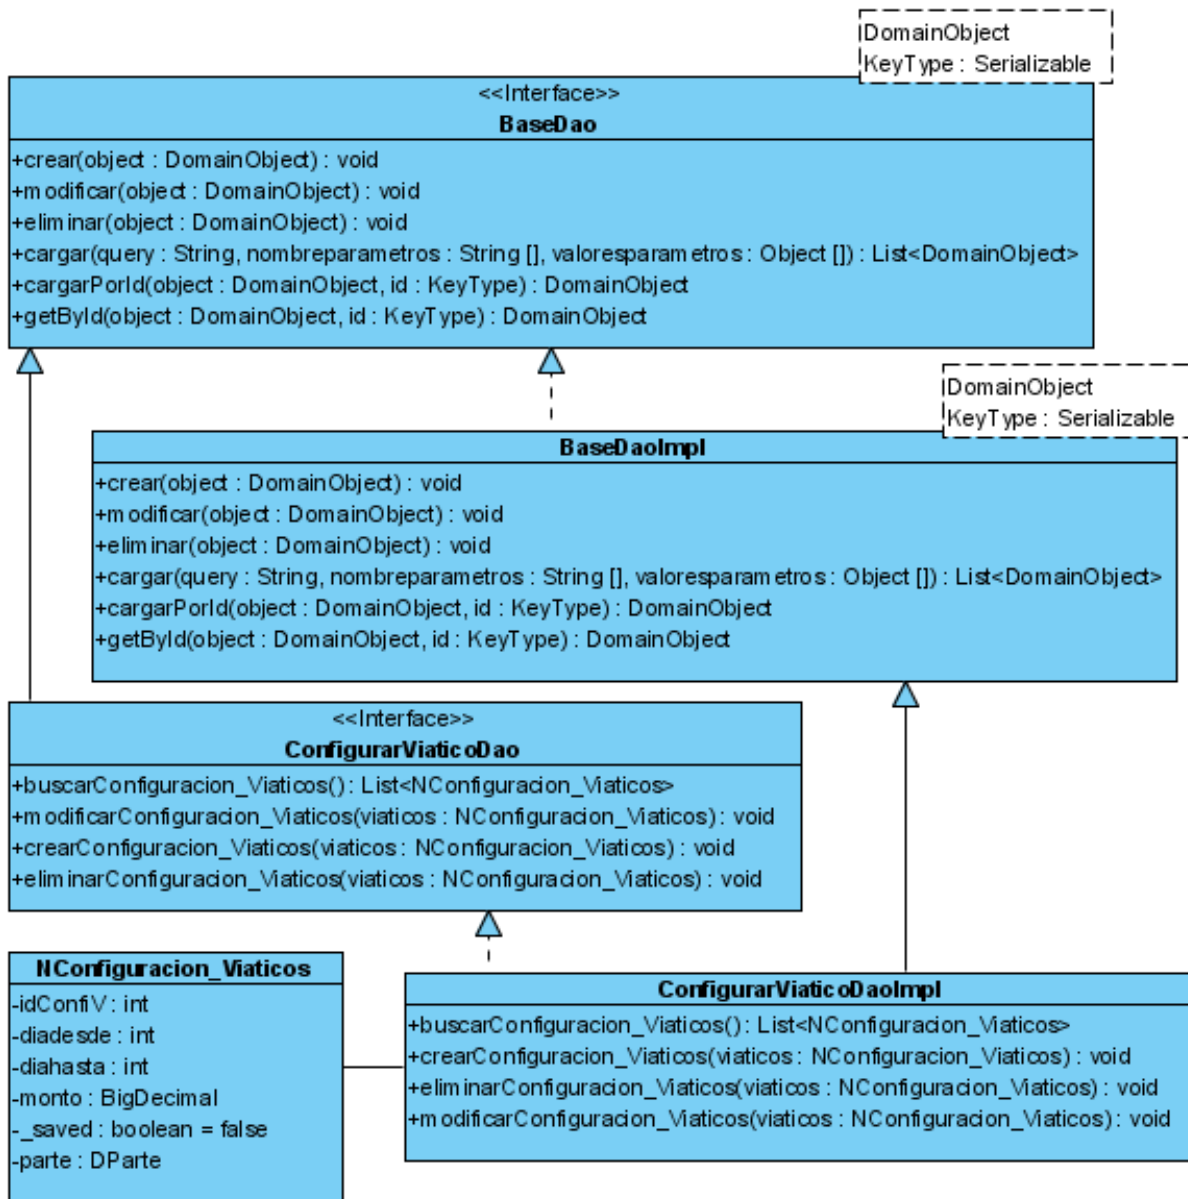 DomainObject
KeyType : Serializable
<<Interface>>
BaseDao
+crear(object : DomainObject) : void
+modificar(object : DomainObject) : void
+eliminar(object : DomainObject) : void
+cargar(query : String, nombreparametros : String [], valoresparametros : Object []) : List<DomainObject>
+cargarPorId(object : DomainObject, id : KeyType) : DomainObject
+getById(object : DomainObject, id : KeyType) : DomainObject
DomainObject
KeyType : Serializable
BaseDaoImpl
+crear(object : DomainObject) : void
+modificar(object : DomainObject) : void
+eliminar(object : DomainObject) : void
+cargar(query : String, nombreparametros : String [], valoresparametros : Object []) : List<DomainObject>
+cargarPorId(object : DomainObject, id : KeyType) : DomainObject
+getById(object : DomainObject, id : KeyType) : DomainObject
<<Interface>>
ConfigurarViaticoDao
+buscarConfiguracion_Viaticos() : List<NConfiguracion_Viaticos>
+modificarConfiguracion_Viaticos(viaticos : NConfiguracion_Viaticos) : void
+crearConfiguracion_Viaticos(viaticos : NConfiguracion_Viaticos) : void
+eliminarConfiguracion_Viaticos(viaticos : NConfiguracion_Viaticos) : void
NConfiguracion_Viaticos
-idConfiV : int
-diadesde : int
-diahasta : int
-monto : BigDecimal
-_saved : boolean = false
-parte : DParte
ConfigurarViaticoDaoImpl
+buscarConfiguracion_Viaticos() : List<NConfiguracion_Viaticos>
+crearConfiguracion_Viaticos(viaticos : NConfiguracion_Viaticos) : void
+eliminarConfiguracion_Viaticos(viaticos : NConfiguracion_Viaticos) : void
+modificarConfiguracion_Viaticos(viaticos : NConfiguracion_Viaticos) : void